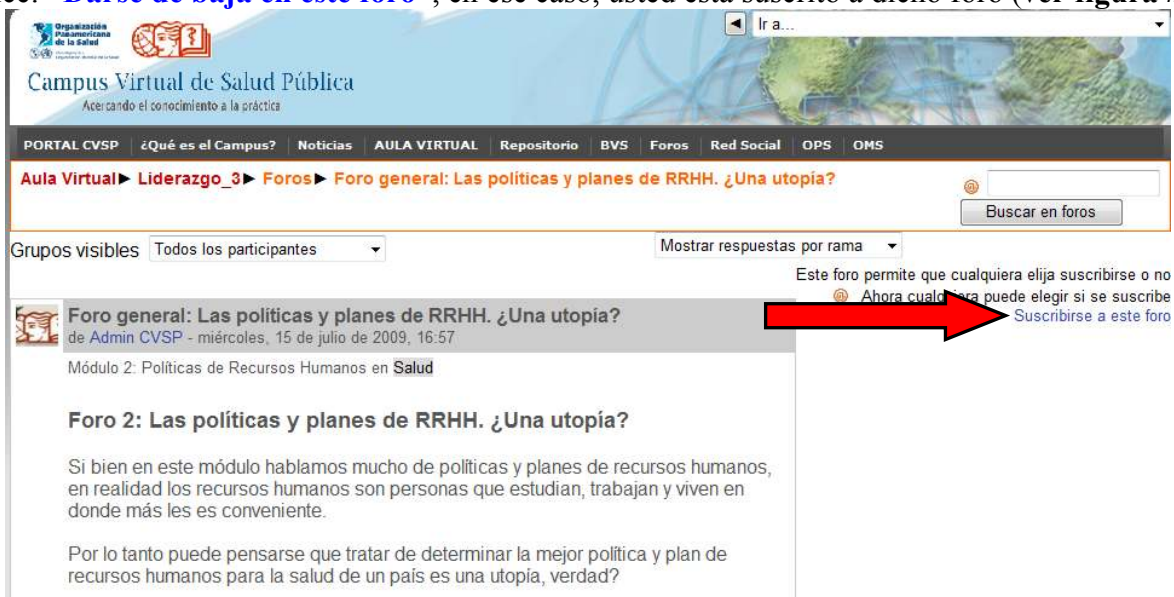 "Darse de baja en este foro", en ese caso, usted está suscrito a dicho foro (ver figura
Organización
Panamericana
de la Salud
Ir a...
Campus Virtual de Salud Pública
Acercando el conocimiento a la práctica
PORTAL CVSP ¿Qué es el Campus? Noticias AULA VIRTUAL Repositorio BVS Foros Red Social OPS OMS
Aula Virtual► Liderazgo_3► Foros► Foro general: Las políticas y planes de RRHH. ¿Una utopía?
Buscar en foros
Grupos visibles Todos los participantes Mostrar respuestas por rama
Este foro permite que cualquiera elija suscribirse o no
Ahora cualquiera puede elegir si se suscribe
Suscribirse a este foro
Foro general: Las políticas y planes de RRHH. ¿Una utopía?
de Admin CVSP - miércoles, 15 de julio de 2009, 16:57
Módulo 2: Políticas de Recursos Humanos en Salud
Foro 2: Las políticas y planes de RRHH. ¿Una utopía?
Si bien en este módulo hablamos mucho de políticas y planes de recursos humanos,
en realidad los recursos humanos son personas que estudian, trabajan y viven en
donde más les es conveniente.
Por lo tanto puede pensarse que tratar de determinar la mejor política y plan de
recursos humanos para la salud de un país es una utopía, verdad?